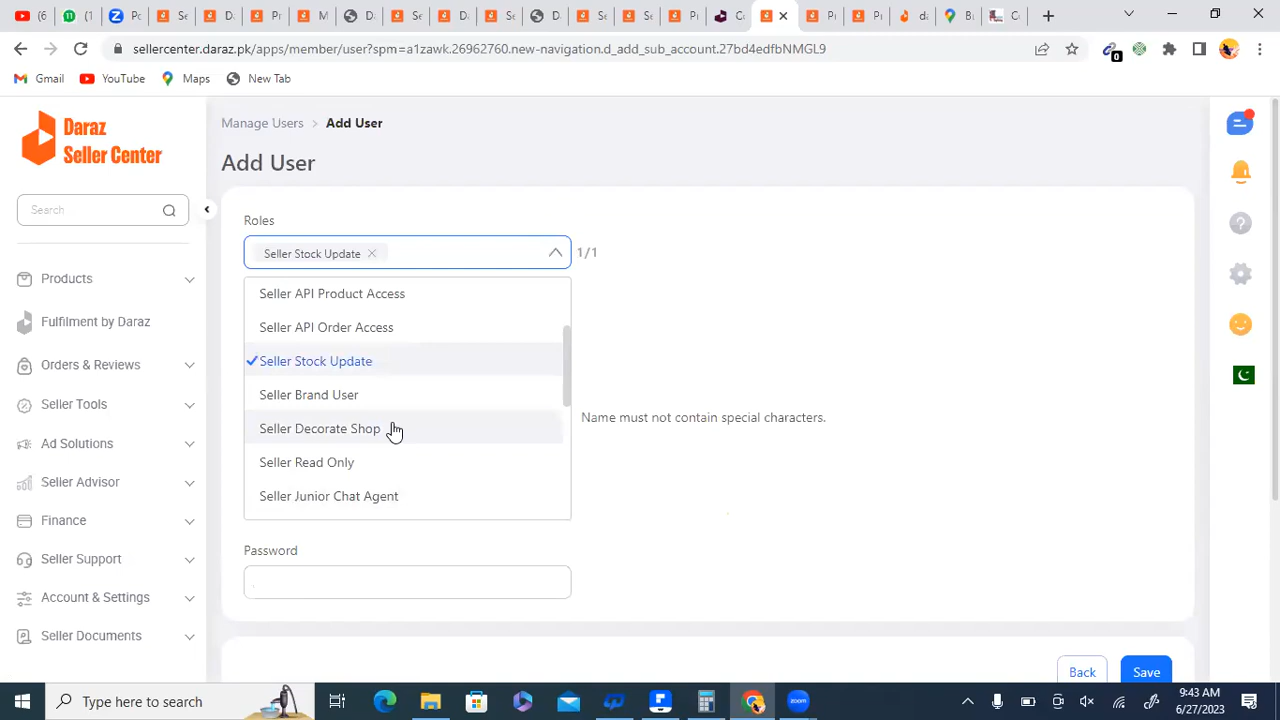 sellercenter.daraz.pk/apps/member/user?spm=a1zawk.26962760.new-navigation.d_add_sub_account.27bd4edfbNMGL9
Gmail YouTube Maps New Tab
Daraz
Seller Center
Search
Products
Fulfilment by Daraz
Orders & Reviews
Seller Tools
Ad Solutions
Seller Advisor
Finance
Seller Support
Account & Settings
Seller Documents
Manage Users > Add User
Add User
Roles
Seller Stock Update 1/1
Seller API Product Access
Seller API Order Access
Seller Stock Update
Seller Brand User
Seller Decorate Shop
Seller Read Only
Seller Junior Chat Agent
Name must not contain special characters.
Password
Back Save
Type here to search
9:43 AM
6/27/2023